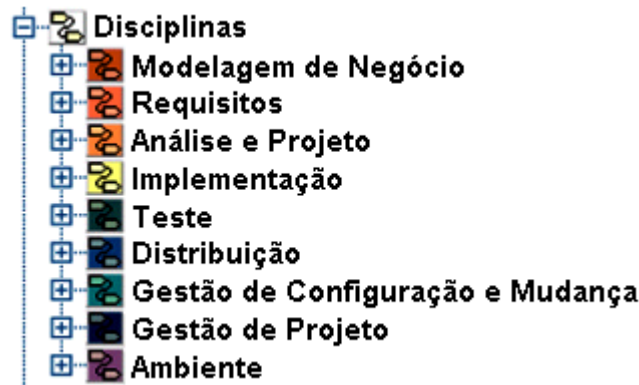 Disciplinas
Modelagem de Negócio
Requisitos
Análise e Projeto
Implementação
Teste
Distribuição
Gestão de Configuração e Mudança
Gestão de Projeto
Ambiente